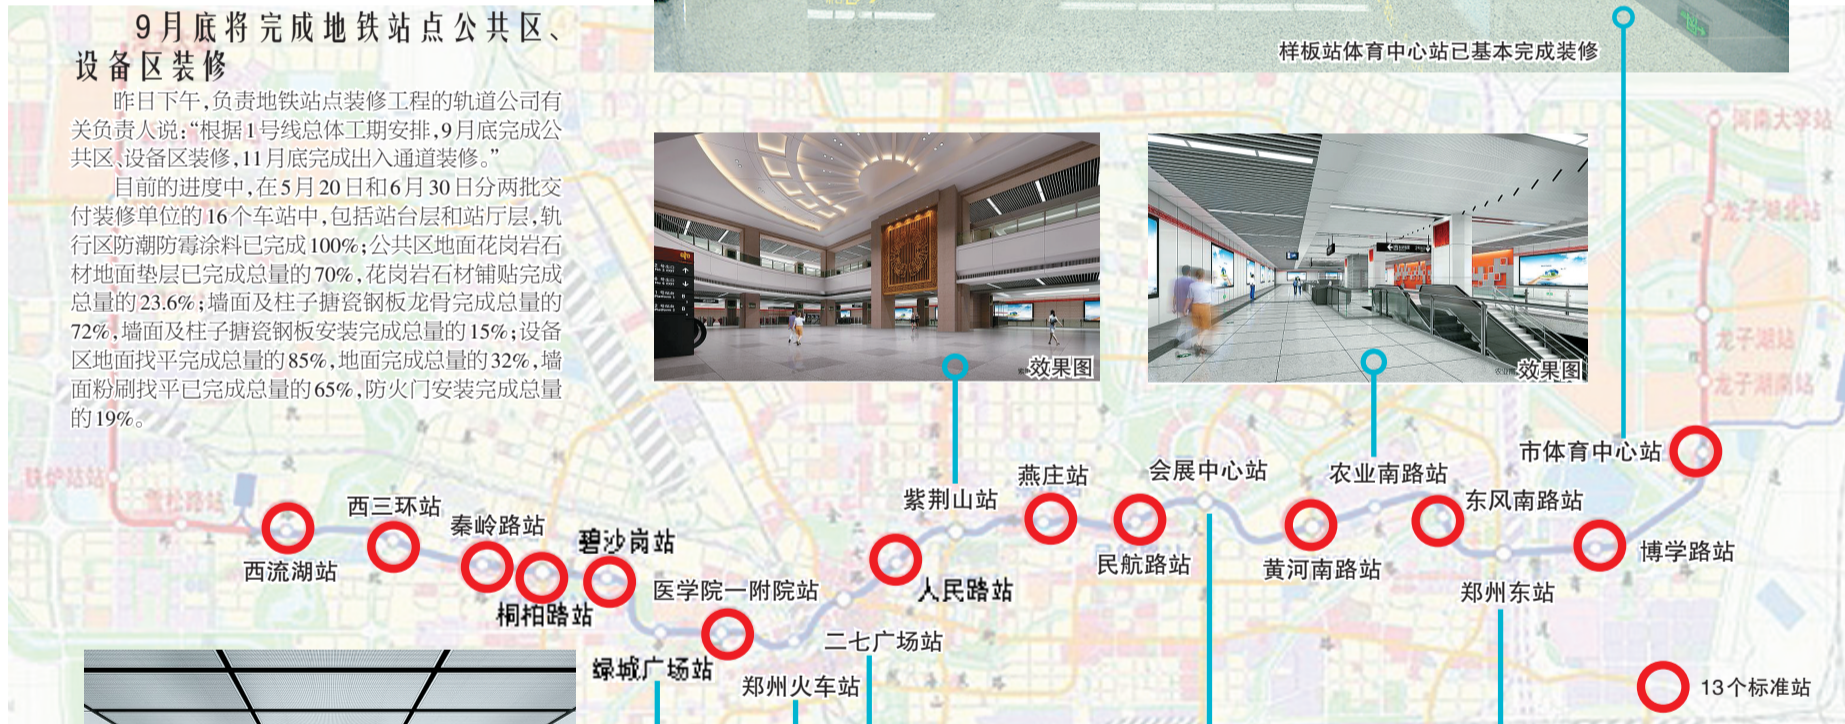 9月底将完成地铁站点公共区、
设备区装修
昨日下午,负责地铁站点装修工程的轨道公司有
关负责人说:“根据1号线总体工期安排,9月底完成公
共区、设备区装修,11月底完成出入通道装修。”
目前的进度中,在5月20日和6月30日分两批交
付装修单位的16个车站中,包括站台层和站厅层,轨
行区防潮防霉涂料已完成100%;公共区地面花岗岩石
材地面垫层已完成总量的70%,花岗岩石材铺贴完成
总量的23.6%;墙面及柱子搪瓷钢板龙骨完成总量的
72%,墙面及柱子搪瓷钢板安装完成总量的15%;设备
区地面找平完成总量的85%,地面完成总量的32%,墙
面粉刷找平已完成总量的65%,防火门安装完成总量
的19%。
样板站体育中心站已基本完成装修
效果图
效果图
河南大学站
龙子湖北站
龙子湖站
龙子湖南站
市体育中心站
铁炉站站
雪松路站
西流湖站
西三环站
秦岭路站
桐柏路站
碧沙岗站
绿城广场站
医学院一附院站
郑州火车站
二七广场站
人民路站
紫荆山站
燕庄站
民航路站
会展中心站
黄河南路站
农业南路站
东风南路站
郑州东站
博学路站
13个标准站